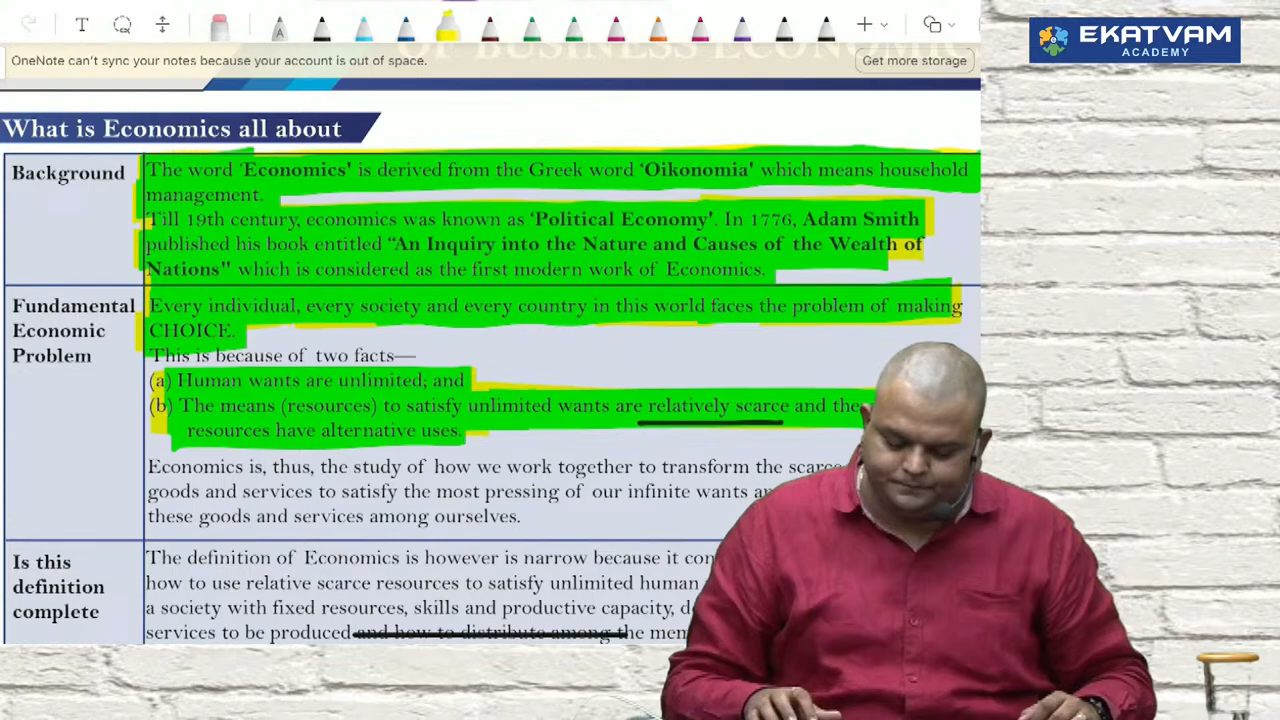 OF BUSINESS ECONOMIC
OneNote can't sync your notes because your account is out of space.
Get more storage
EKATVAM
ACADEMY
What is Economics all about
Background
The word 'Economics' is derived from the Greek word 'Oikonomia' which means household
management.
Till 19th century, economics was known as 'Political Economy'. In 1776, Adam Smith
published his book entitled "An Inquiry into the Nature and Causes of the Wealth of
Nations" which is considered as the first modern work of Economics.
Fundamental
Economic
Problem
Every individual, every society and every country in this world faces the problem of making
CHOICE.
This is because of two facts—
(a) Human wants are unlimited; and
(b) The means (resources) to satisfy unlimited wants are relatively scarce and the
resources have alternative uses.
Economics is, thus, the study of how we work together to transform the scarce
goods and services to satisfy the most pressing of our infinite wants
these goods and services among ourselves.
Is this
definition
complete
The definition of Economics is however is narrow because it con
how to use relative scarce resources to satisfy unlimited human
a society with fixed resources, skills and productive capacity,
services to be produced and how to distribute among the mem